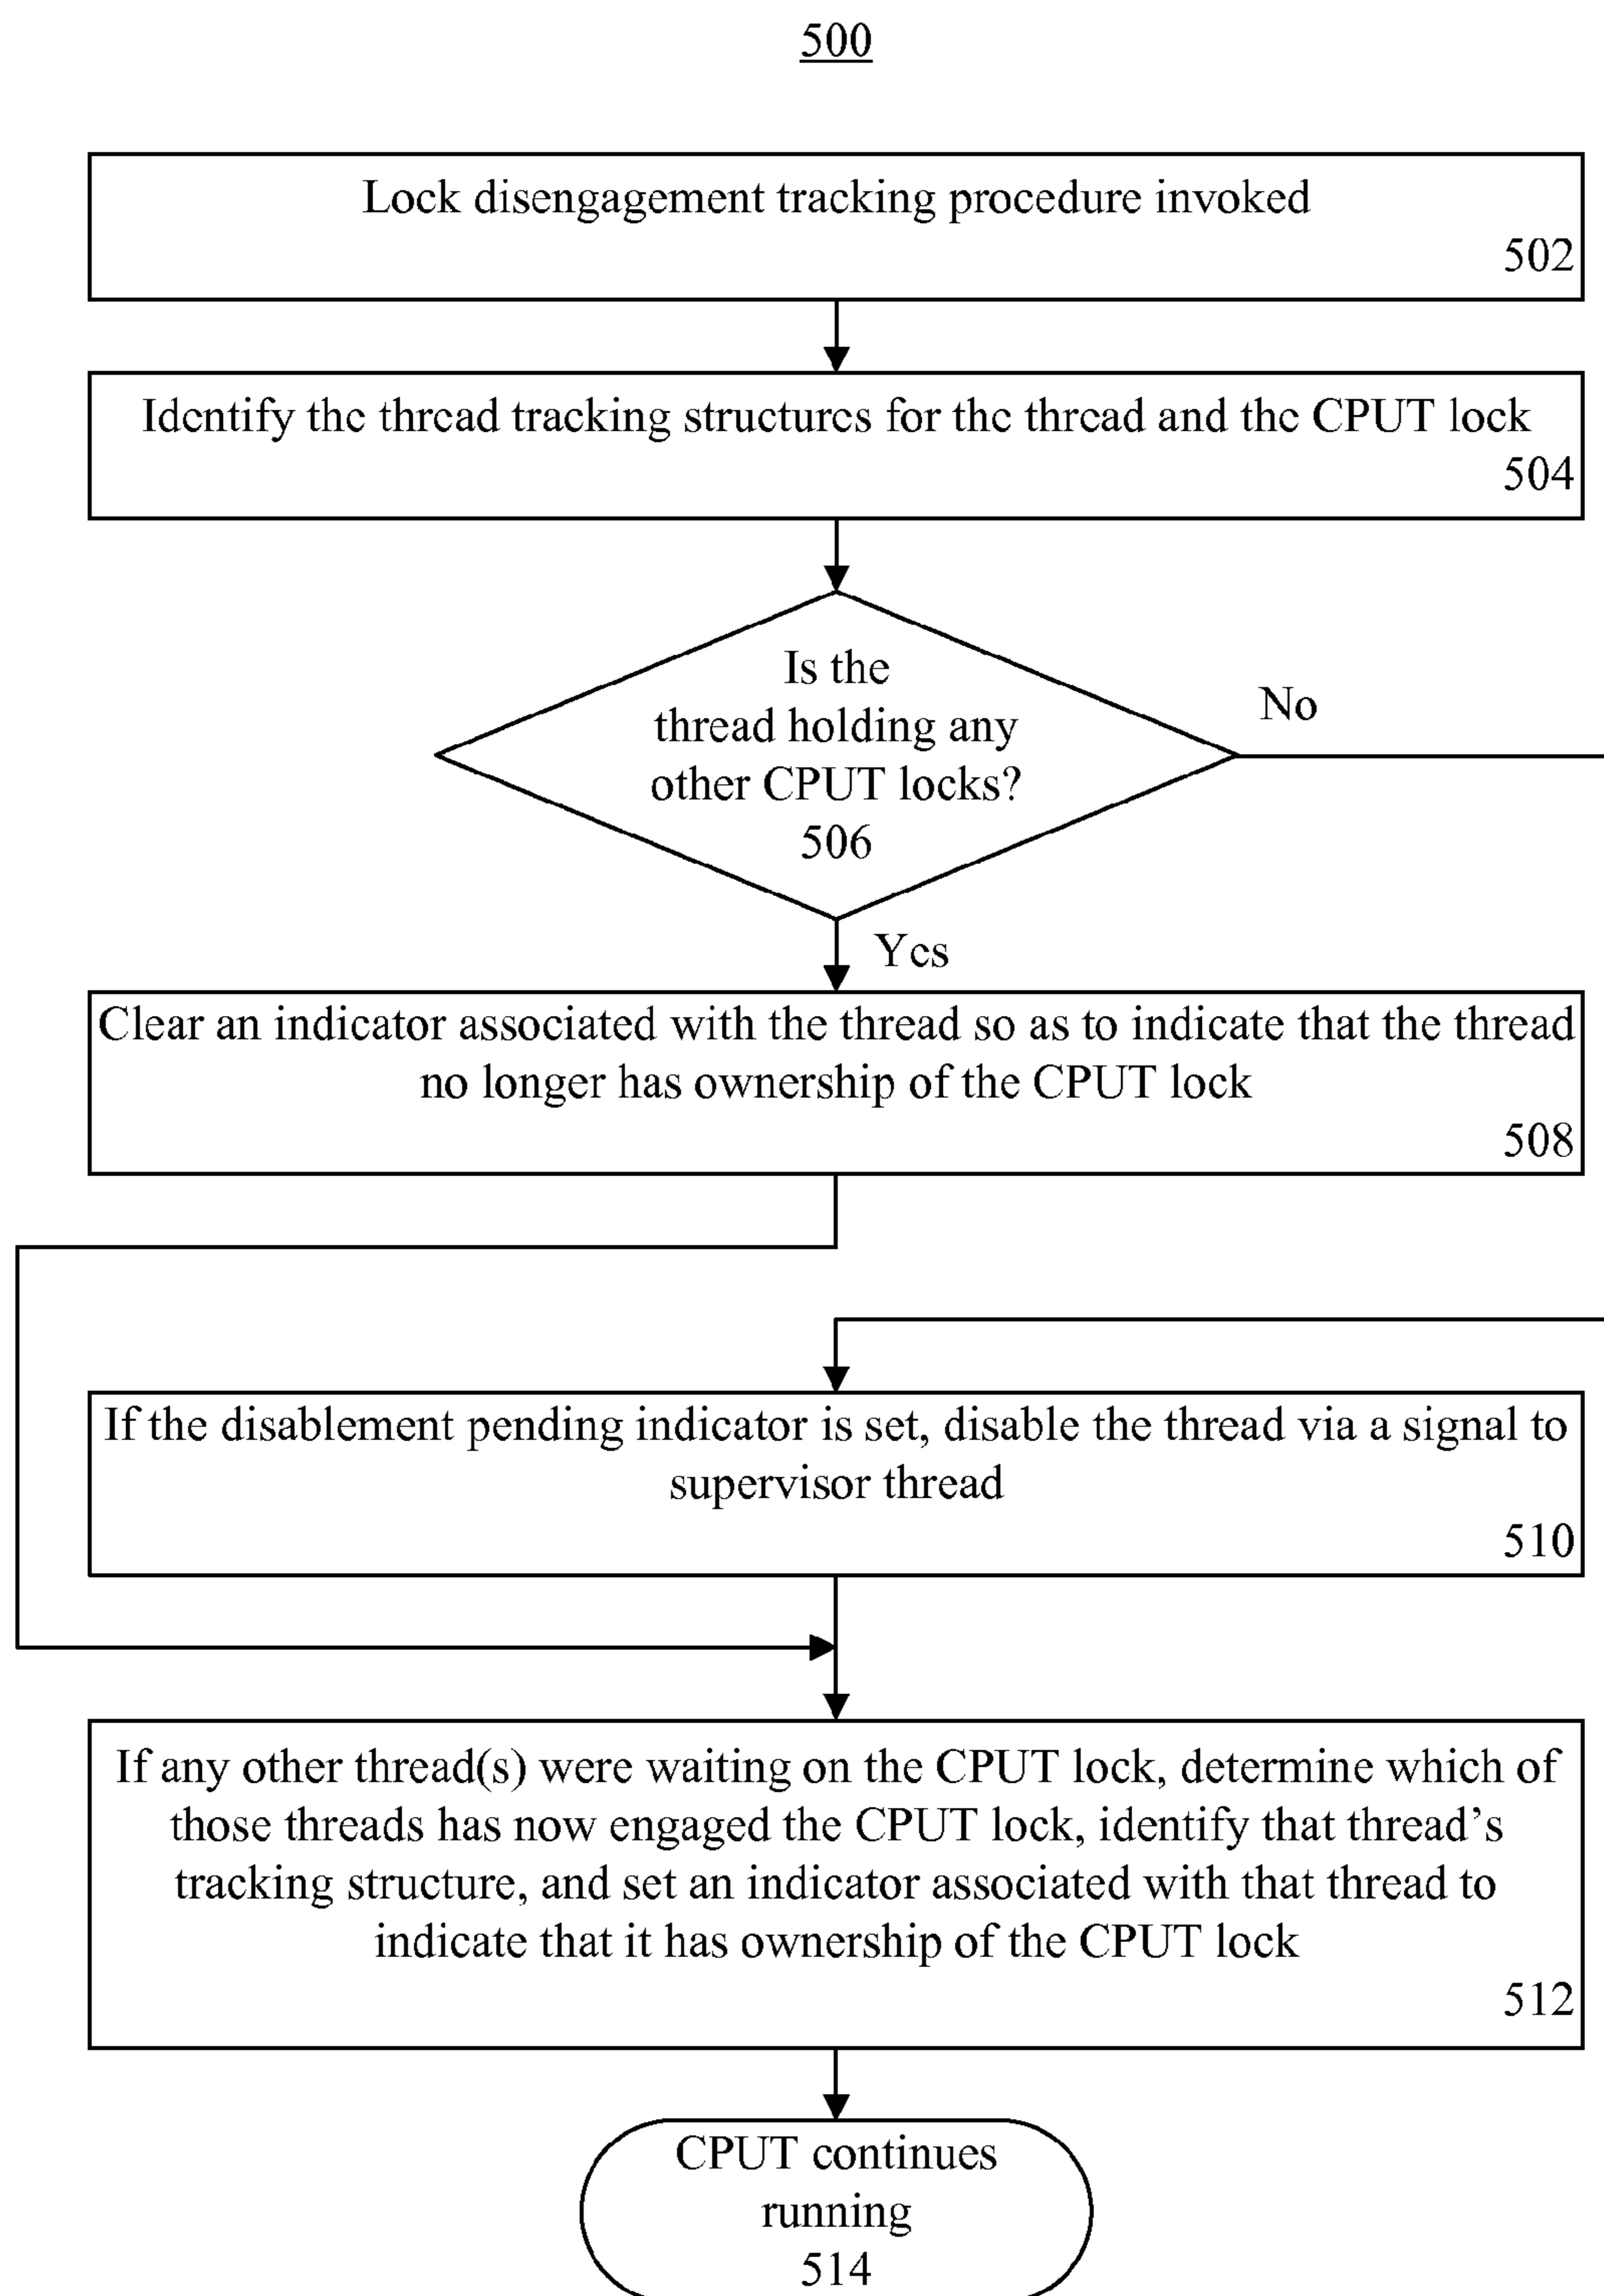 500
Lock disengagement tracking procedure invoked
502
Identify the thread tracking structures for the thread and the CPUT lock
504
Is the
thread holding any
other CPUT locks?
506
No
Yes
Clear an indicator associated with the thread so as to indicate that the thread
no longer has ownership of the CPUT lock
508
If the disablement pending indicator is set, disable the thread via a signal to
supervisor thread
510
If any other thread(s) were waiting on the CPUT lock, determine which of
those threads has now engaged the CPUT lock, identify that thread’s
tracking structure, and set an indicator associated with that thread to
indicate that it has ownership of the CPUT lock
512
CPUT continues
running
514